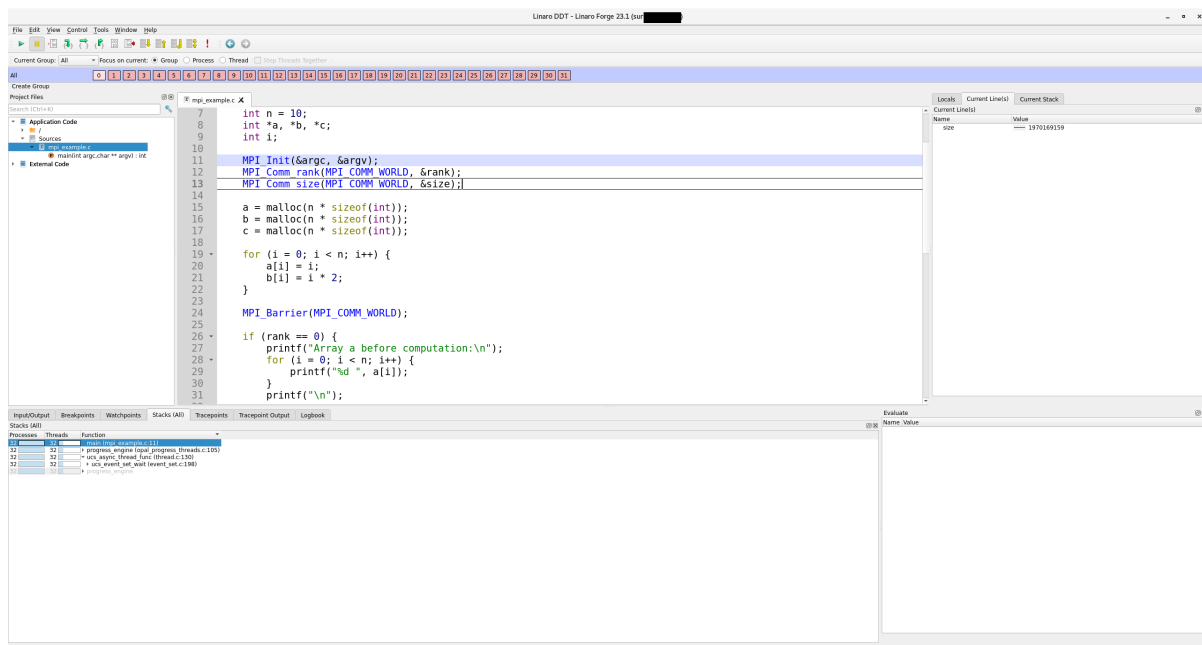 Linaro DDT - Linaro Forge 23.1 (sur
File Edit View Control Tools Window Help
Current Group: All Focus on current: Group Process Thread Stop Threads Together
All 0 1 2 3 4 5 6 7 8 9 10 11 12 13 14 15 16 17 18 19 20 21 22 23 24 25 26 27 28 29 30 31
Create Group
Project Files
Search (Ctrl+K)
Application Code
/
Sources
mpi_example.c
main(int argc,char ** argv) : int
External Code
mpi_example.c
7 int n = 10;
8 int *a, *b, *c;
9 int i;
10
11 MPI_Init(&argc, &argv);
12 MPI_Comm_rank(MPI_COMM_WORLD, &rank);
13 MPI_Comm_size(MPI_COMM_WORLD, &size);
14
15 a = malloc(n * sizeof(int));
16 b = malloc(n * sizeof(int));
17 c = malloc(n * sizeof(int));
18
19 for (i = 0; i < n; i++) {
20 a[i] = i;
21 b[i] = i * 2;
22 }
23
24 MPI_Barrier(MPI_COMM_WORLD);
25
26 if (rank == 0) {
27 printf("Array a before computation:\n");
28 for (i = 0; i < n; i++) {
29 printf("%d ", a[i]);
30 }
31 printf("\n");
Locals Current Line(s) Current Stack
Current Line(s)
Name Value
size 1970169159
Input/Output Breakpoints Watchpoints Stacks (All) Tracepoints Tracepoint Output Logbook
Stacks (All)
Processes Threads Function
32 32 main (mpi_example.c:11)
32 32 progress_engine (opal_progress_threads.c:105)
32 32 ucs_async_thread_func (thread.c:130)
32 32 ucs_event_set_wait (event_set.c:198)
32 32 progress_engine
Evaluate
Name Value